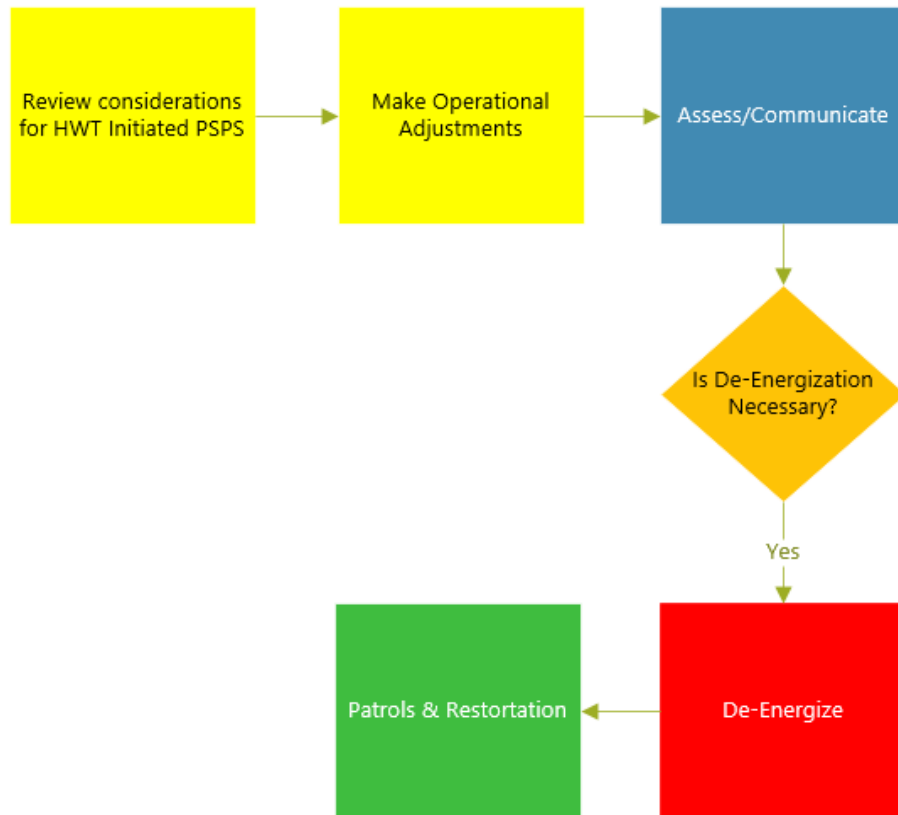 Review considerations
for HWT Initiated PSPS
Make Operational
Adjustments
Assess/Communicate
Is De-Energization
Necessary?
Yes
De-Energize
Patrols & Restortation